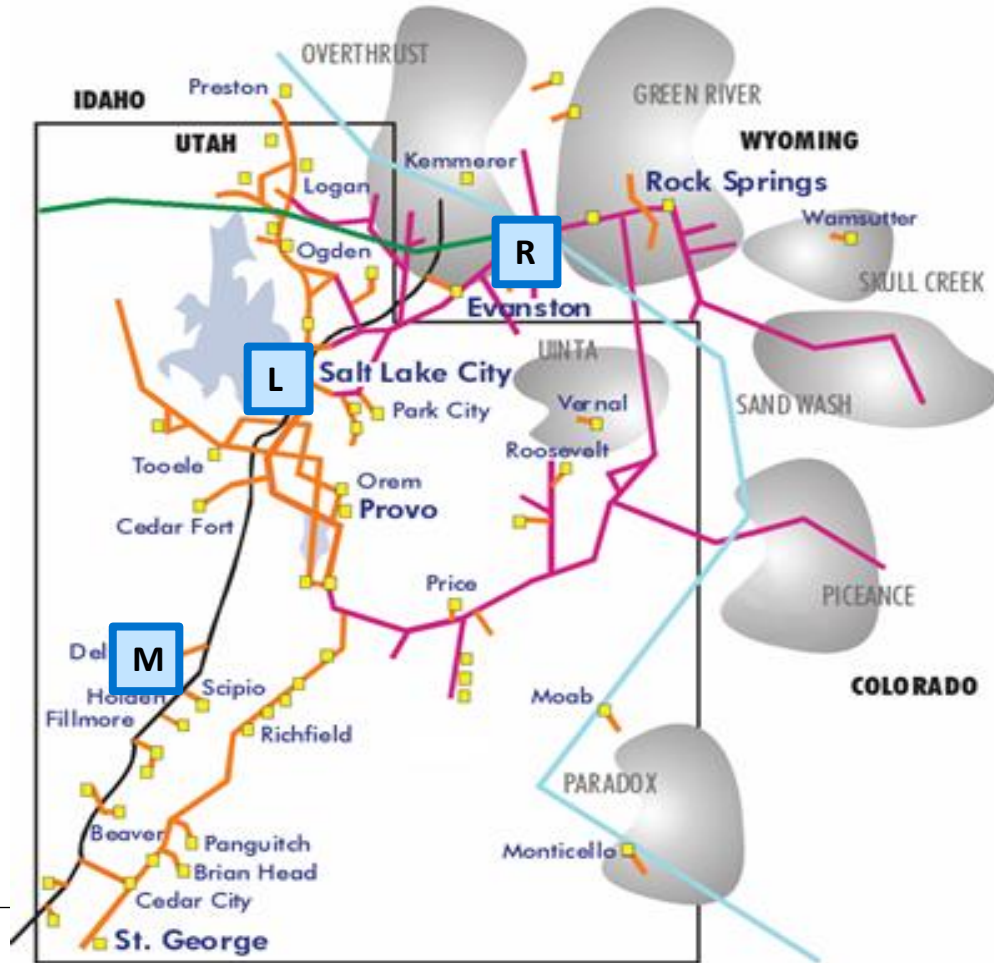 OVERTHRUST
Preston
GREEN RIVER
IDAHO
UTAH
WYOMING
Kemmerer
Logan
Rock Springs
Wamsutter
R
Ogden
SKULL CREEK
Evanston
UINTA
L
Salt Lake City
Park City
Vernal
SAND WASH
Roosevelt
Tooele
Orem
Provo
Cedar Fort
Price
PICEANCE
Del
M
Holden
Scipio
COLORADO
Fillmore
Moab
Richfield
PARADOX
Beaver
Panguitch
Monticello
Brian Head
Cedar City
St. George